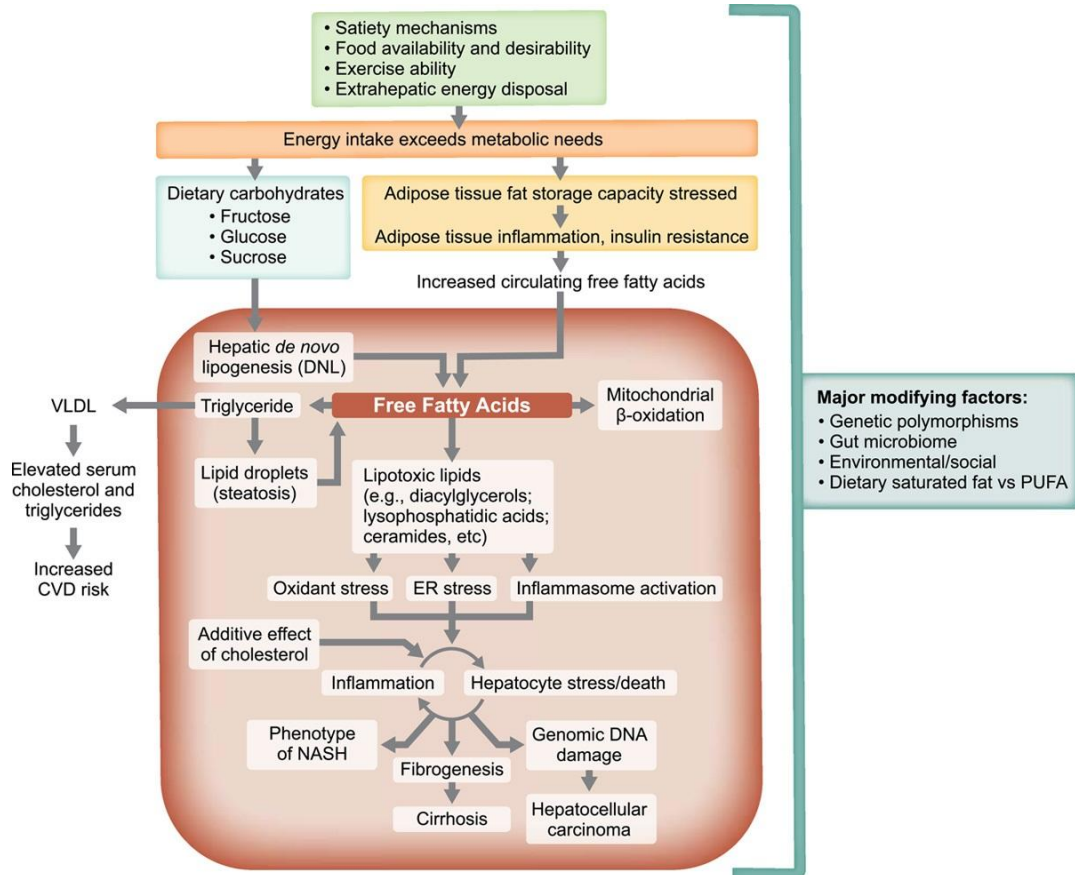 • Satiety mechanisms
• Food availability and desirability
• Exercise ability
• Extrahepatic energy disposal
Energy intake exceeds metabolic needs
Dietary carbohydrates
• Fructose
• Glucose
• Sucrose
Adipose tissue fat storage capacity stressed
Adipose tissue inflammation, insulin resistance
Increased circulating free fatty acids
Hepatic de novo
lipogenesis (DNL)
VLDL
Triglyceride
Free Fatty Acids
Mitochondrial
β-oxidation
Elevated serum
cholesterol and
triglycerides
Lipid droplets
(steatosis)
Lipotoxic lipids
(e.g., diacylglycerols;
lysophosphatidic acids;
ceramides, etc)
Increased
CVD risk
Oxidant stress
ER stress
Inflammasome activation
Additive effect
of cholesterol
Inflammation
Hepatocyte stress/death
Phenotype
of NASH
Fibrogenesis
Cirrhosis
Genomic DNA
damage
Hepatocellular
carcinoma
Major modifying factors:
• Genetic polymorphisms
• Gut microbiome
• Environmental/social
• Dietary saturated fat vs PUFA